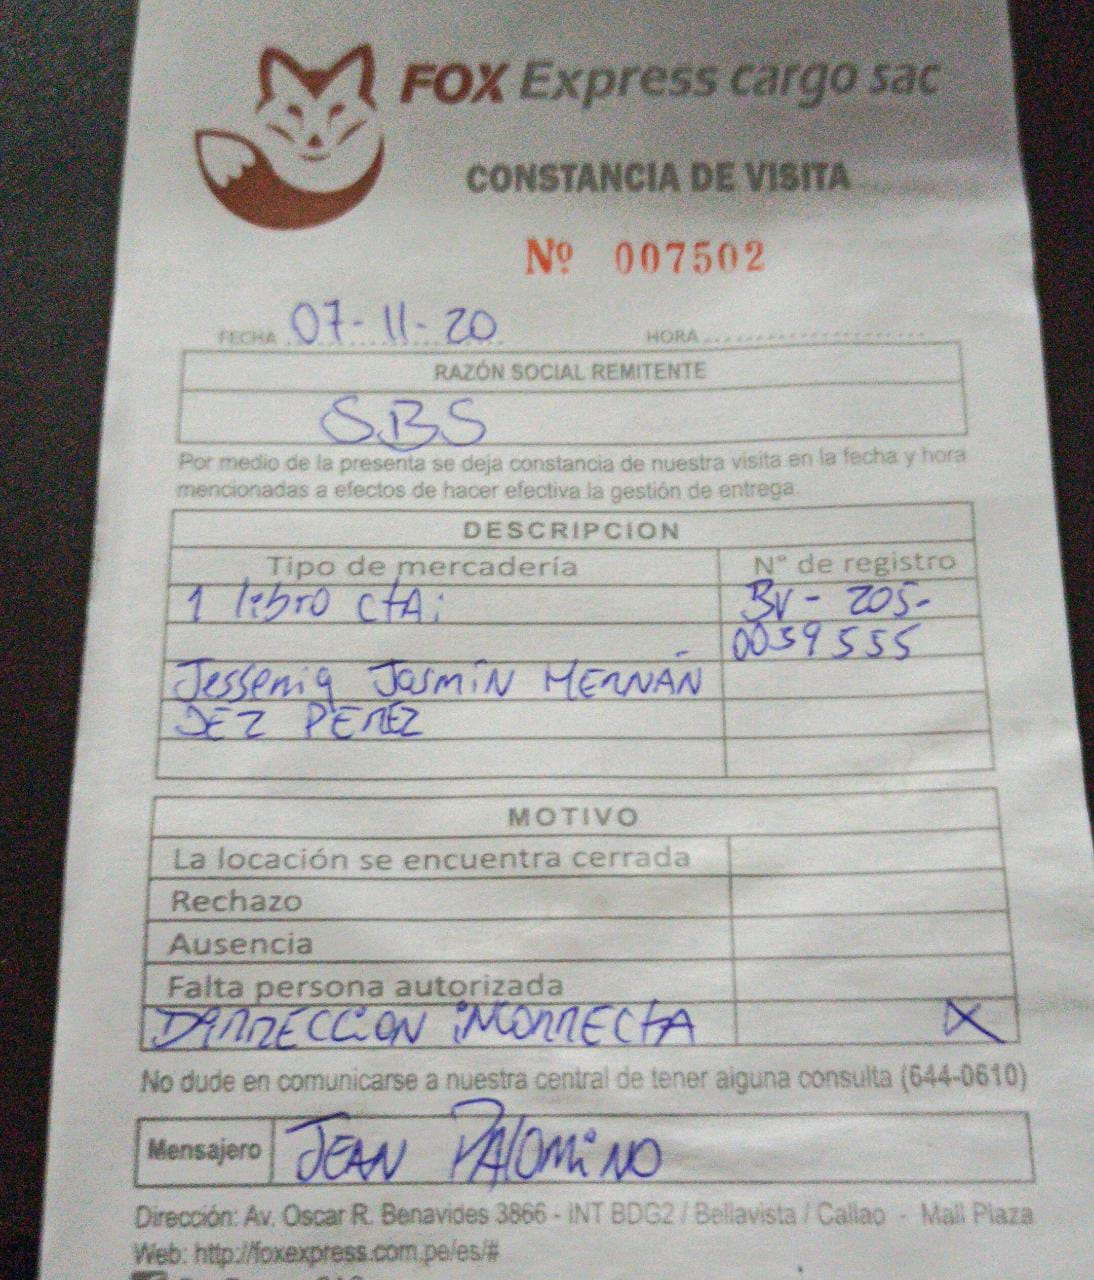 FOX Express cargo sac
CONSTANCIA DE VISITA
Nº 007502
FECHA 07-11-20 HORA
RAZÓN SOCIAL REMITENTE
SBS
Por medio de la presenta se deja constancia de nuestra visita en la fecha y hora
mencionadas a efectos de hacer efectiva la gestión de entrega.
DESCRIPCION
Tipo de mercadería N° de registro
1 libro CtA; BV - 205-
0039555
Jessenia Jasmín HERNÁN
DEZ PEREZ
MOTIVO
La locación se encuentra cerrada
Rechazo
Ausencia
Falta persona autorizada
DIRRECCION iNCORRECtA X
No dude en comunicarse a nuestra central de tener alguna consulta (644-0610)
Mensajero JEAN PALOMiNO
Dirección: Av. Oscar R. Benavides 3866 - INT BDG2 / Bellavista / Callao - Mall Plaza
Web: http://foxexpress.com.pe/es/#